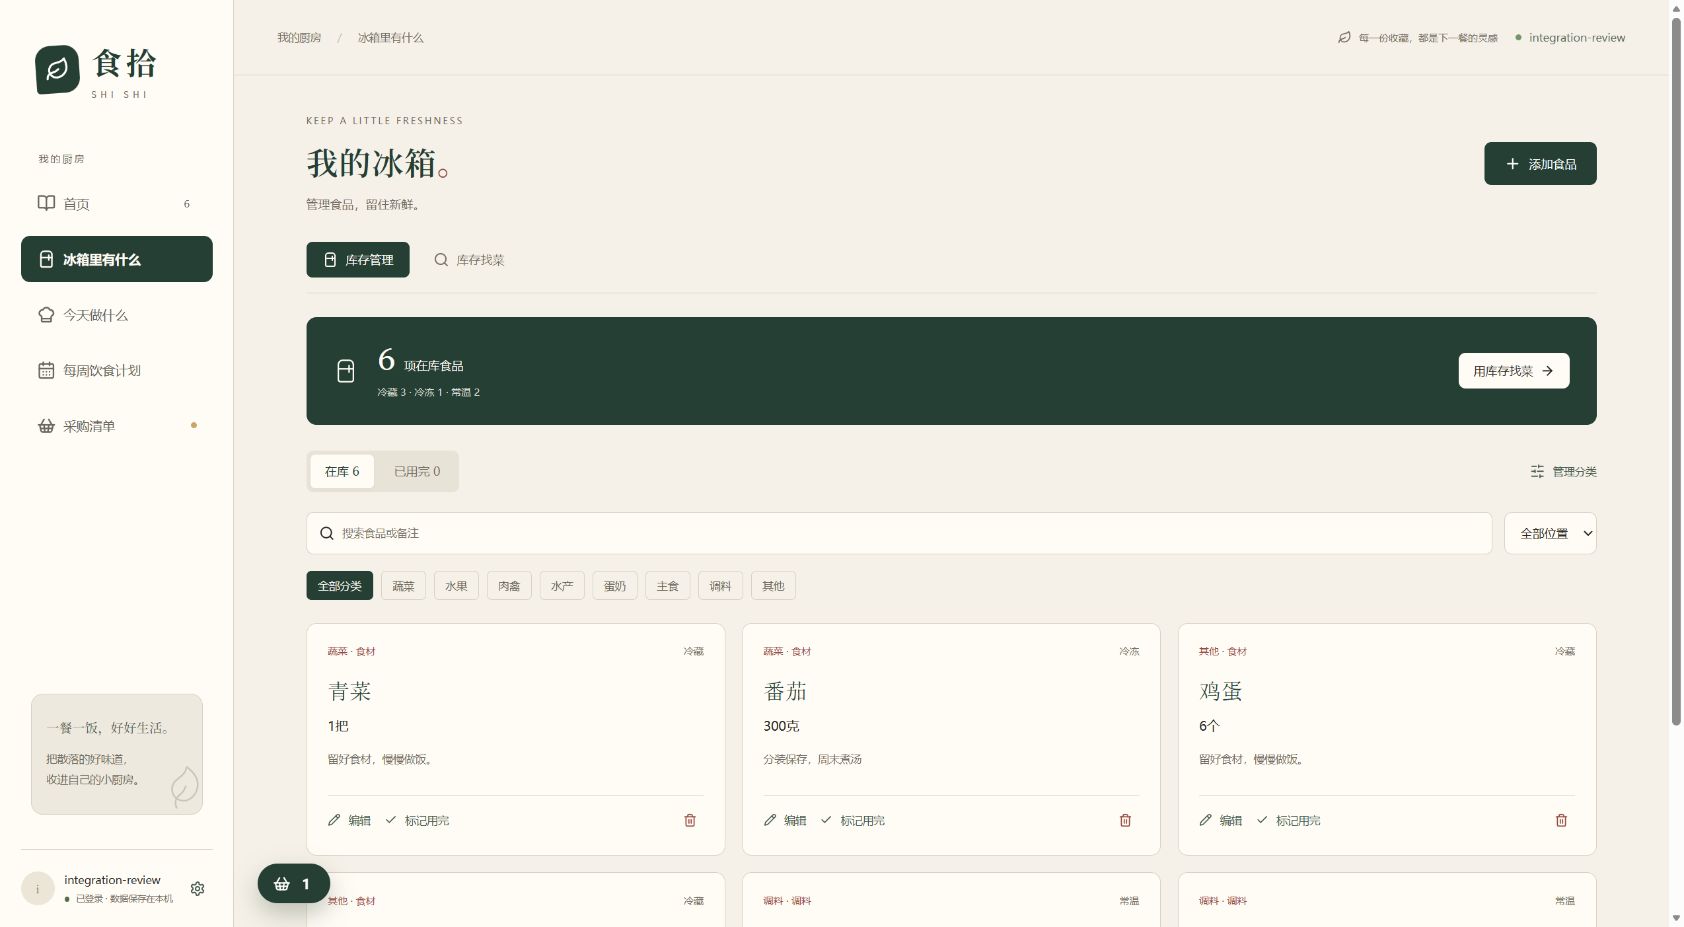 食拾
SHI SHI
我的厨房
首页 6
冰箱里有什么
今天做什么
每周饮食计划
采购清单
一餐一饭，好好生活。
把散落的好味道，
收进自己的小厨房。
i
integration-review
已登录 · 数据保存在本机
我的厨房 / 冰箱里有什么
每一份收藏，都是下一餐的灵感
integration-review
KEEP A LITTLE FRESHNESS
我的冰箱。
管理食品，留住新鲜。
添加食品
库存管理 库存找菜
6 项在库食品
冷藏 3 · 冷冻 1 · 常温 2
用库存找菜
在库 6 已用完 0
管理分类
搜索食品或备注
全部位置
全部分类 蔬菜 水果 肉禽 水产 蛋奶 主食 调料 其他
蔬菜 · 食材 冷藏
青菜
1把
留好食材，慢慢做饭。
编辑 标记用完
蔬菜 · 食材 冷冻
番茄
300克
分装保存，周末煮汤
编辑 标记用完
其他 · 食材 冷藏
鸡蛋
6个
留好食材，慢慢做饭。
编辑 标记用完
1
其他 · 食材 冷藏
调料 · 调料 常温
调料 · 调料 常温